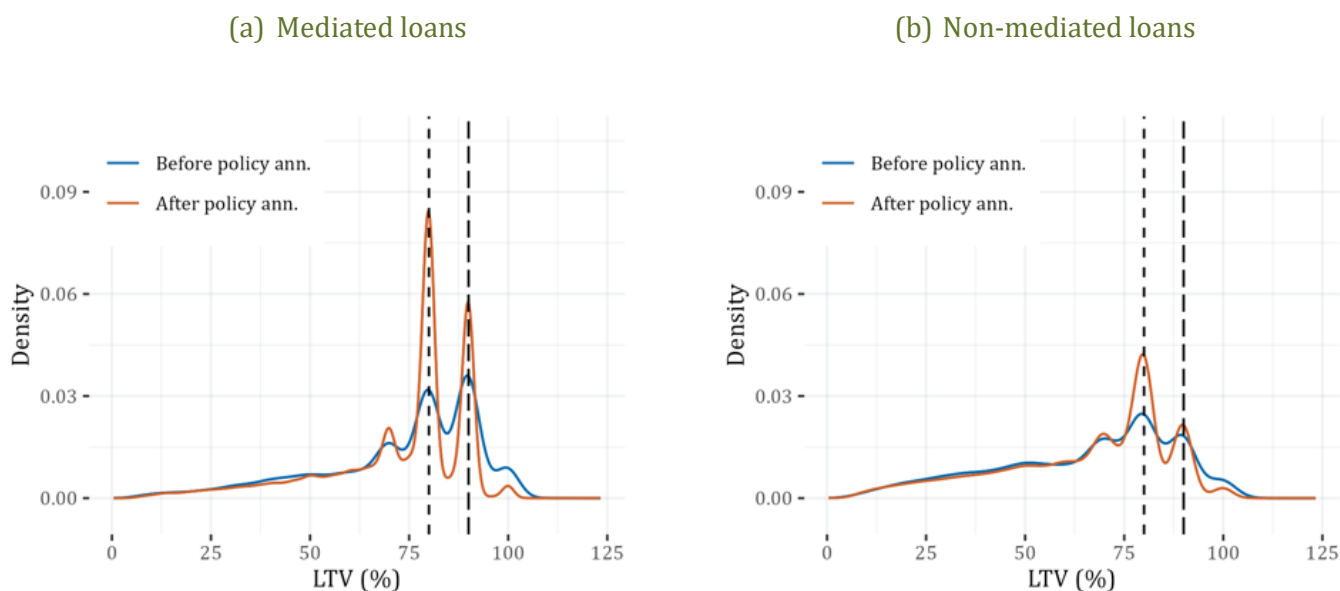 (a) Mediated loans
(b) Non-mediated loans
Before policy ann.
After policy ann.
0.09
0.06
0.03
0.00
Density
0
25
50
75
100
125
LTV (%)
Before policy ann.
After policy ann.
0.09
0.06
0.03
0.00
Density
0
25
50
75
100
125
LTV (%)